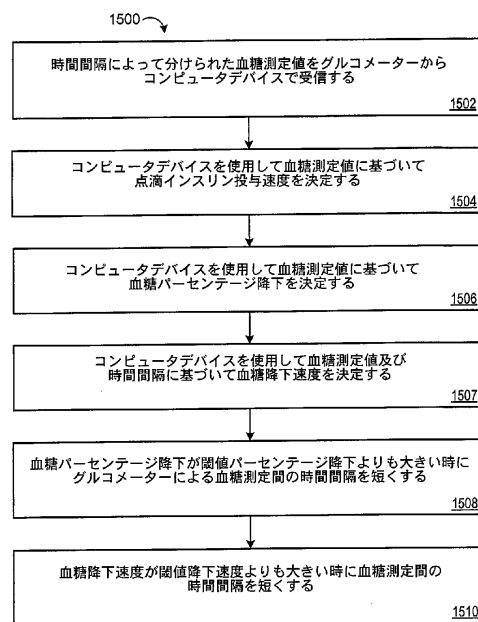 1500
時間間隔によって分けられた血糖測定値をグルコメーターから
コンピュータデバイスで受信する
1502
コンピュータデバイスを使用して血糖測定値に基づいて
点滴インスリン投与速度を決定する
1504
コンピュータデバイスを使用して血糖測定値に基づいて
血糖パーセンテージ降下を決定する
1506
コンピュータデバイスを使用して血糖測定値及び
時間間隔に基づいて血糖降下速度を決定する
1507
血糖パーセンテージ降下が閾値パーセンテージ降下よりも大きい時に
グルコメーターによる血糖測定間の時間間隔を短くする
1508
血糖降下速度が閾値降下速度よりも大きい時に血糖測定間の
時間間隔を短くする
1510